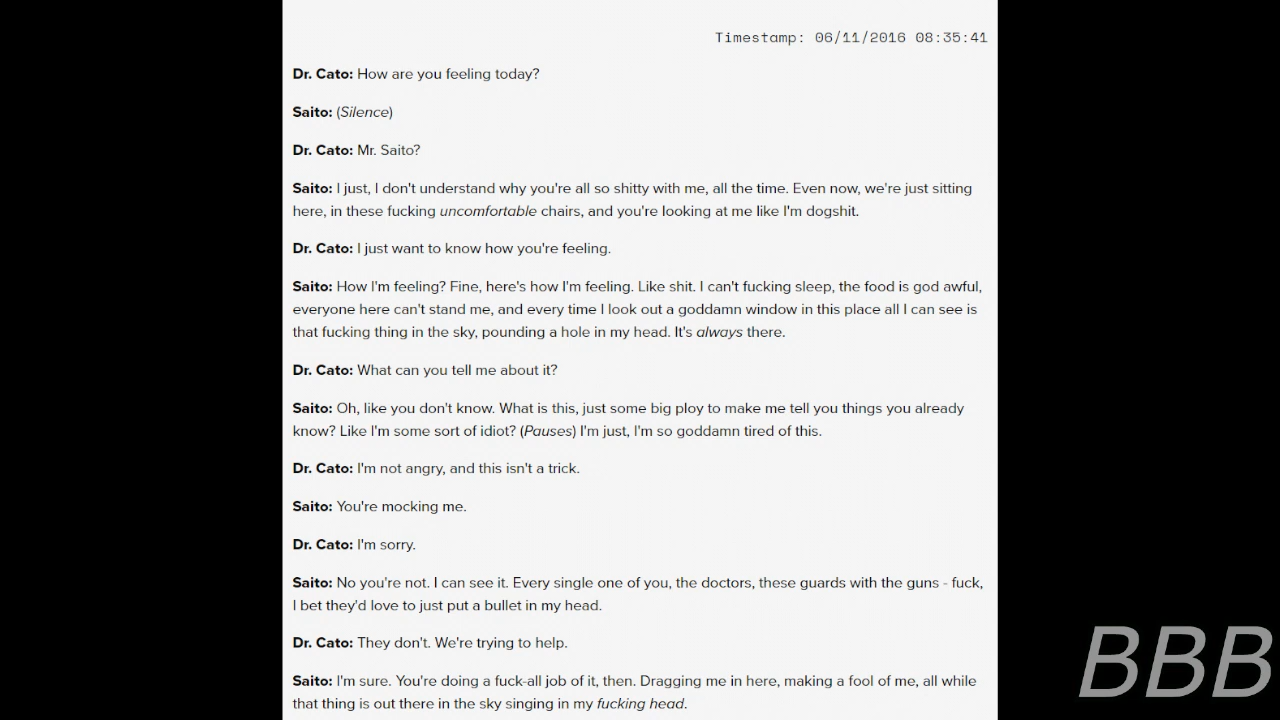 Timestamp: 06/11/2016 08:35:41
Dr. Cato: How are you feeling today?
Saito: (Silence)
Dr. Cato: Mr. Saito?
Saito: I just, I don't understand why you're all so shitty with me, all the time. Even now, we're just sitting
here, in these fucking uncomfortable chairs, and you're looking at me like I'm dogshit.
Dr. Cato: I just want to know how you're feeling.
Saito: How I'm feeling? Fine, here's how I'm feeling. Like shit. I can't fucking sleep, the food is god awful,
everyone here can't stand me, and every time I look out a goddamn window in this place all I can see is
that fucking thing in the sky, pounding a hole in my head. It's always there.
Dr. Cato: What can you tell me about it?
Saito: Oh, like you don't know. What is this, just some big ploy to make me tell you things you already
know? Like I'm some sort of idiot? (Pauses) I'm just, I'm so goddamn tired of this.
Dr. Cato: I'm not angry, and this isn't a trick.
Saito: You're mocking me.
Dr. Cato: I'm sorry.
Saito: No you're not. I can see it. Every single one of you, the doctors, these guards with the guns - fuck,
I bet they'd love to just put a bullet in my head.
Dr. Cato: They don't. We're trying to help.
Saito: I'm sure. You're doing a fuck-all job of it, then. Dragging me in here, making a fool of me, all while
that thing is out there in the sky singing in my fucking head.
BBB